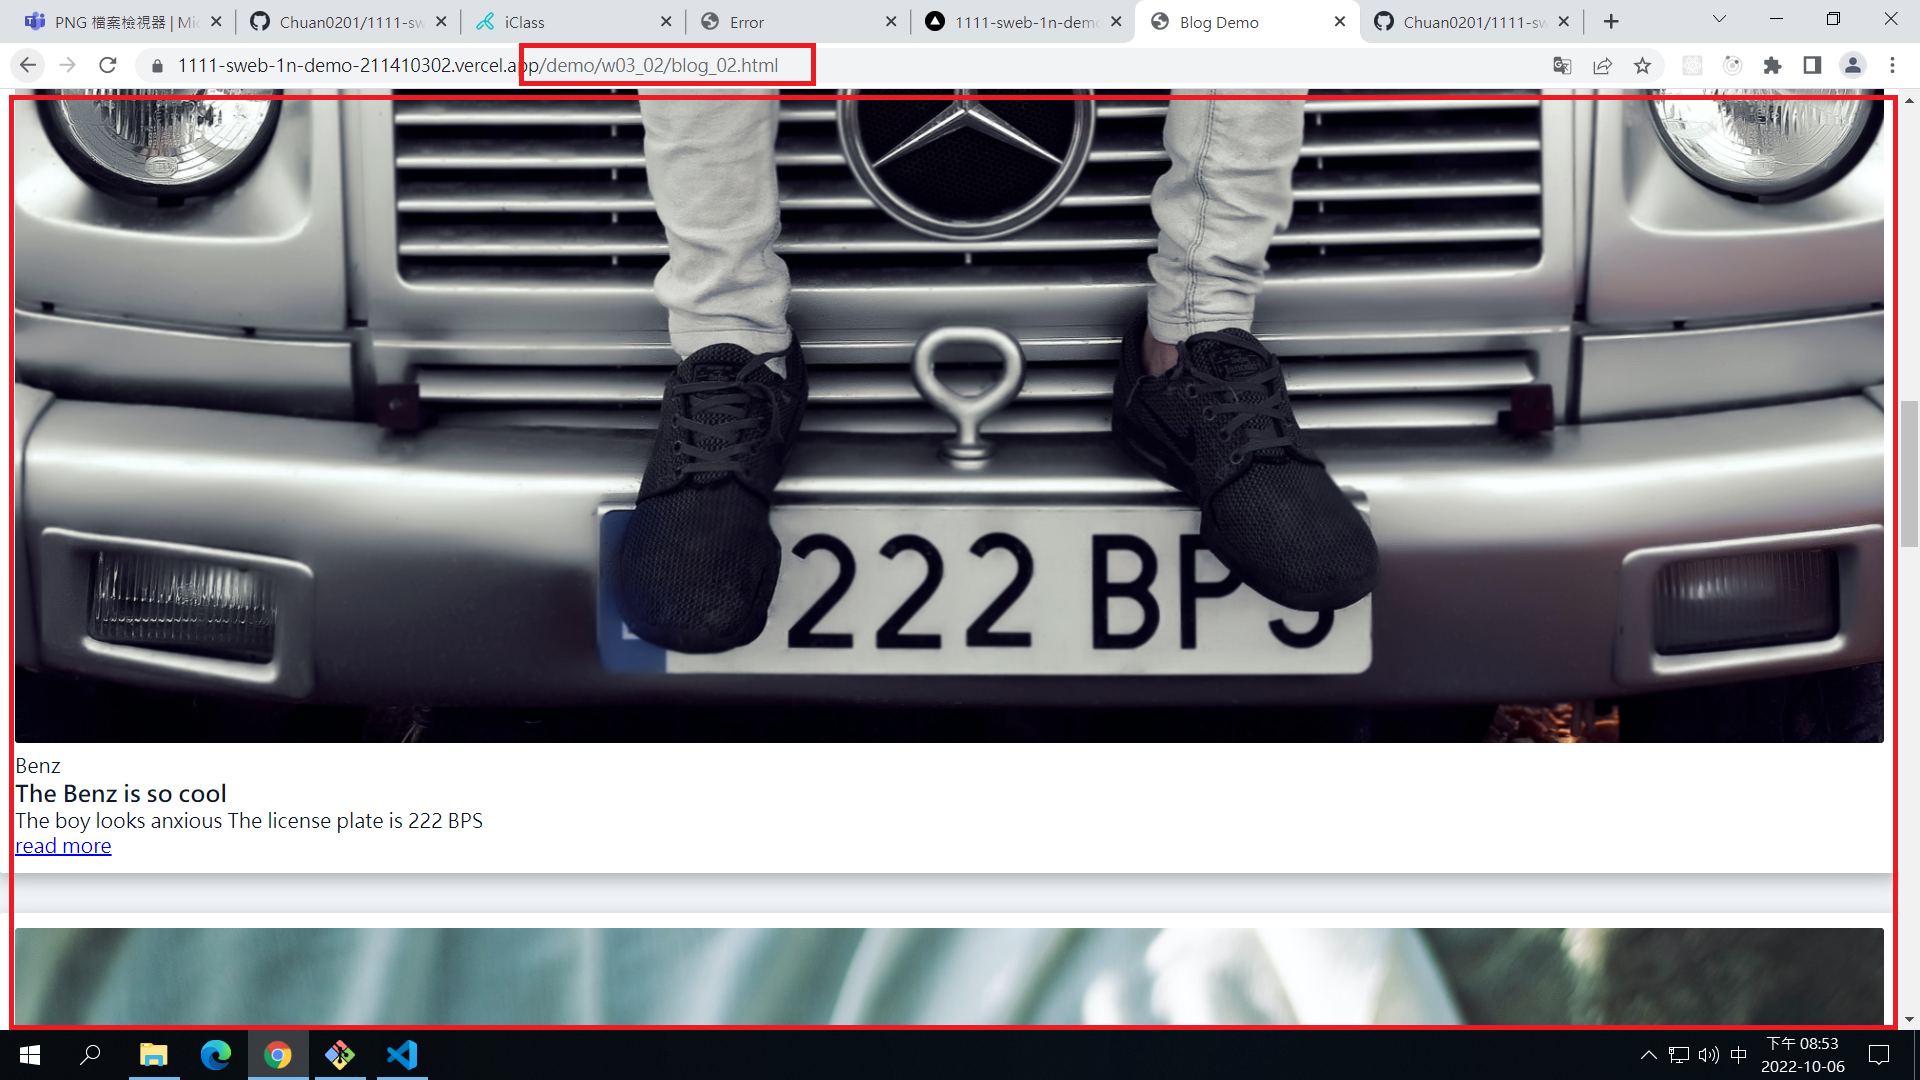 PNG 檔案檢視器 | Mic
Chuan0201/1111-sw
iClass
Error
1111-sweb-1n-demo
Blog Demo
Chuan0201/1111-sw
1111-sweb-1n-demo-211410302.vercel.app/demo/w03_02/blog_02.html
222 BPS
Benz
The Benz is so cool
The boy looks anxious The license plate is 222 BPS
read more
中
下午 08:53
2022-10-06